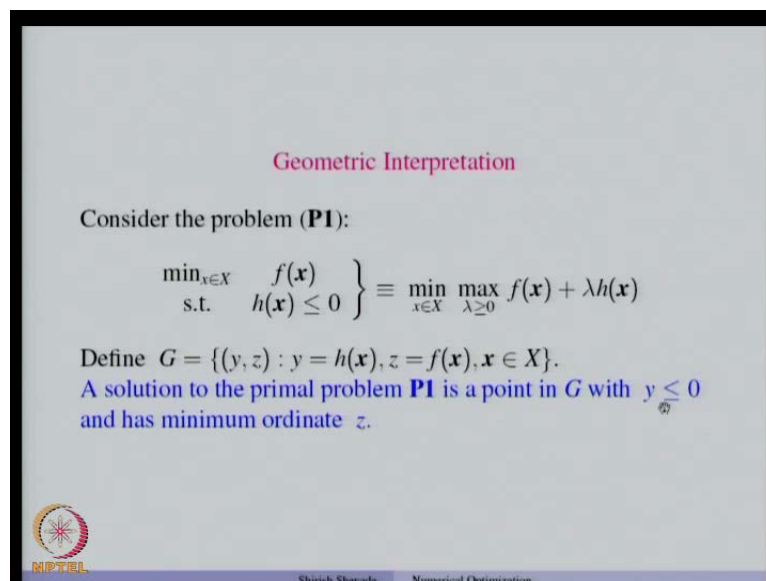 Geometric Interpretation
Consider the problem (P1):
min_{x∈X} f(x)
s.t. h(x) ≤ 0 } ≡ min_{x∈X} max_{λ≥0} f(x) + λh(x)
Define G = {(y, z) : y = h(x), z = f(x), x ∈ X}.
A solution to the primal problem P1 is a point in G with y ≤ 0
and has minimum ordinate z.
NPTEL
Shirish Shevade Numerical Optimization